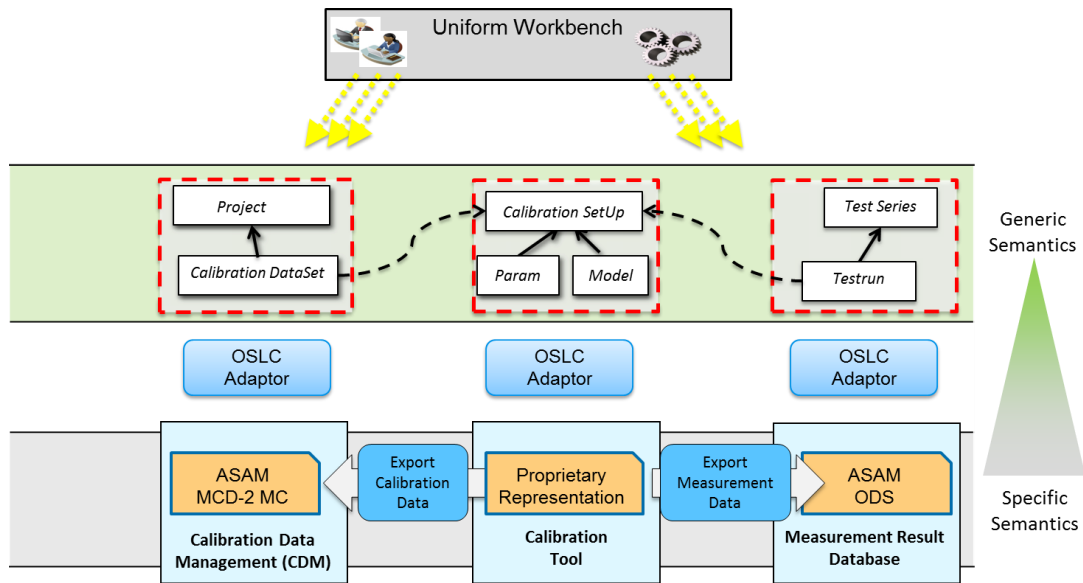 Uniform Workbench
Project
Calibration DataSet
Calibration SetUp
Param
Model
Test Series
Testrun
Generic
Semantics
OSLC
Adaptor
OSLC
Adaptor
OSLC
Adaptor
ASAM
MCD-2 MC
Export
Calibration
Data
Proprietary
Representation
Export
Measurement
Data
ASAM
ODS
Specific
Semantics
Calibration Data
Management (CDM)
Calibration
Tool
Measurement Result
Database